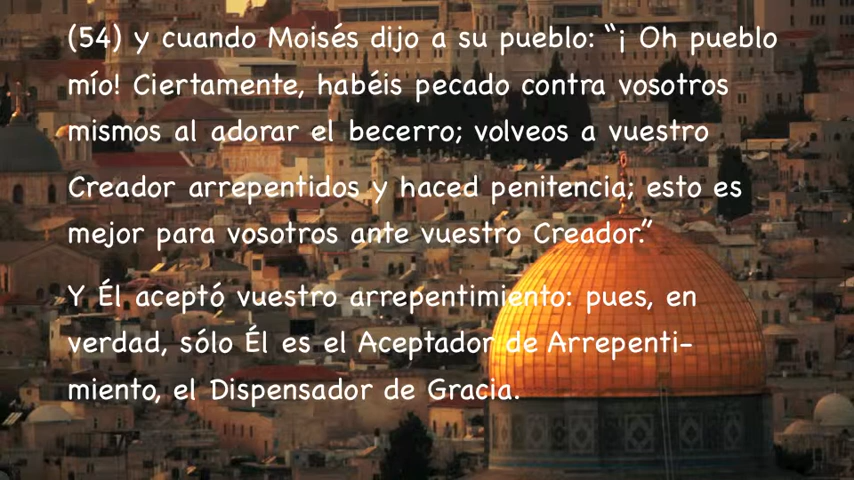 (54) y cuando Moisés dijo a su pueblo: “¡ Oh pueblo
mío! Ciertamente, habéis pecado contra vosotros
mismos al adorar el becerro; volveos a vuestro
Creador arrepentidos y haced penitencia; esto es
mejor para vosotros ante vuestro Creador.”
Y Él aceptó vuestro arrepentimiento: pues, en
verdad, sólo Él es el Aceptador de Arrepenti-
miento, el Dispensador de Gracia.